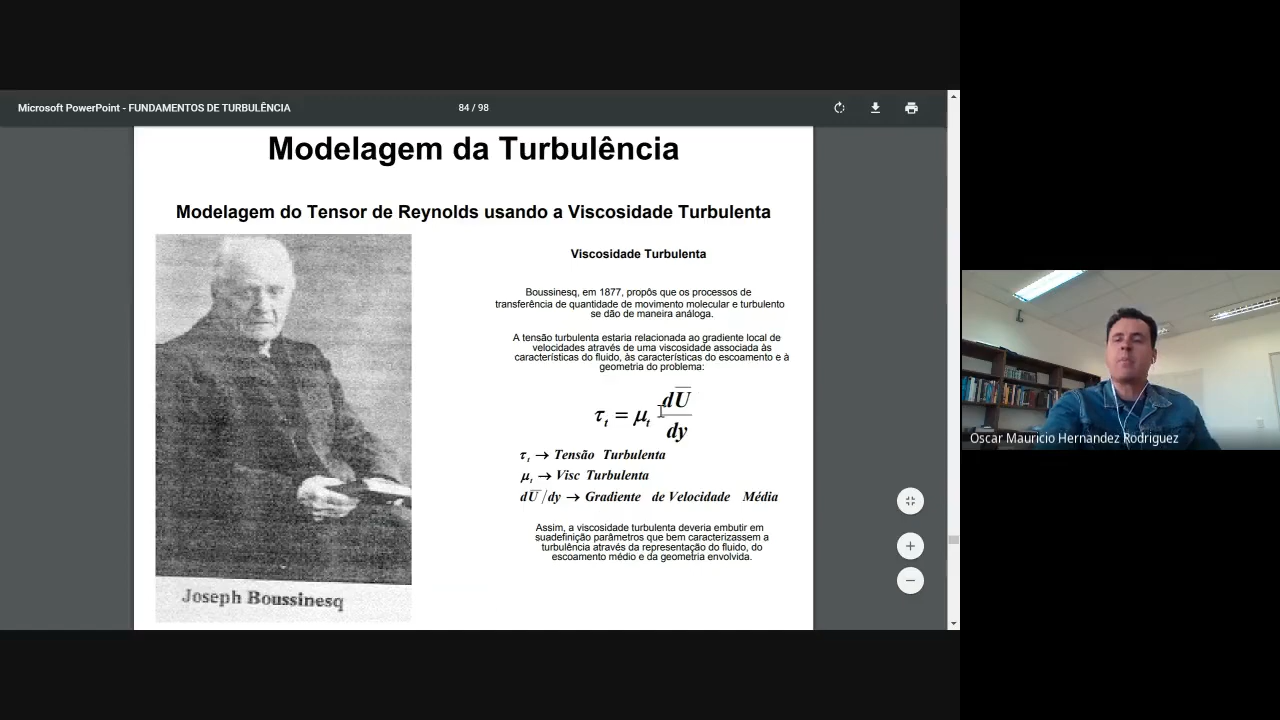 Microsoft PowerPoint - FUNDAMENTOS DE TURBULÊNCIA
84 / 98
Modelagem da Turbulência
Modelagem do Tensor de Reynolds usando a Viscosidade Turbulenta
Viscosidade Turbulenta
Boussinesq, em 1877, propôs que os processos de
transferência de quantidade de movimento molecular e turbulento
se dão de maneira análoga.
A tensão turbulenta estaria relacionada ao gradiente local de
velocidades através de uma viscosidade associada às
características do fluido, às características do escoamento e à
geometria do problema:
τₜ = μₜ dU̅/dy
τₜ → Tensão Turbulenta
μₜ → Visc Turbulenta
dU̅/dy → Gradiente de Velocidade Média
Assim, a viscosidade turbulenta deveria embutir em
suadefinição parâmetros que bem caracterizassem a
turbulência através da representação do fluido, do
escoamento médio e da geometria envolvida.
Joseph Boussinesq
Oscar Mauricio Hernandez Rodriguez